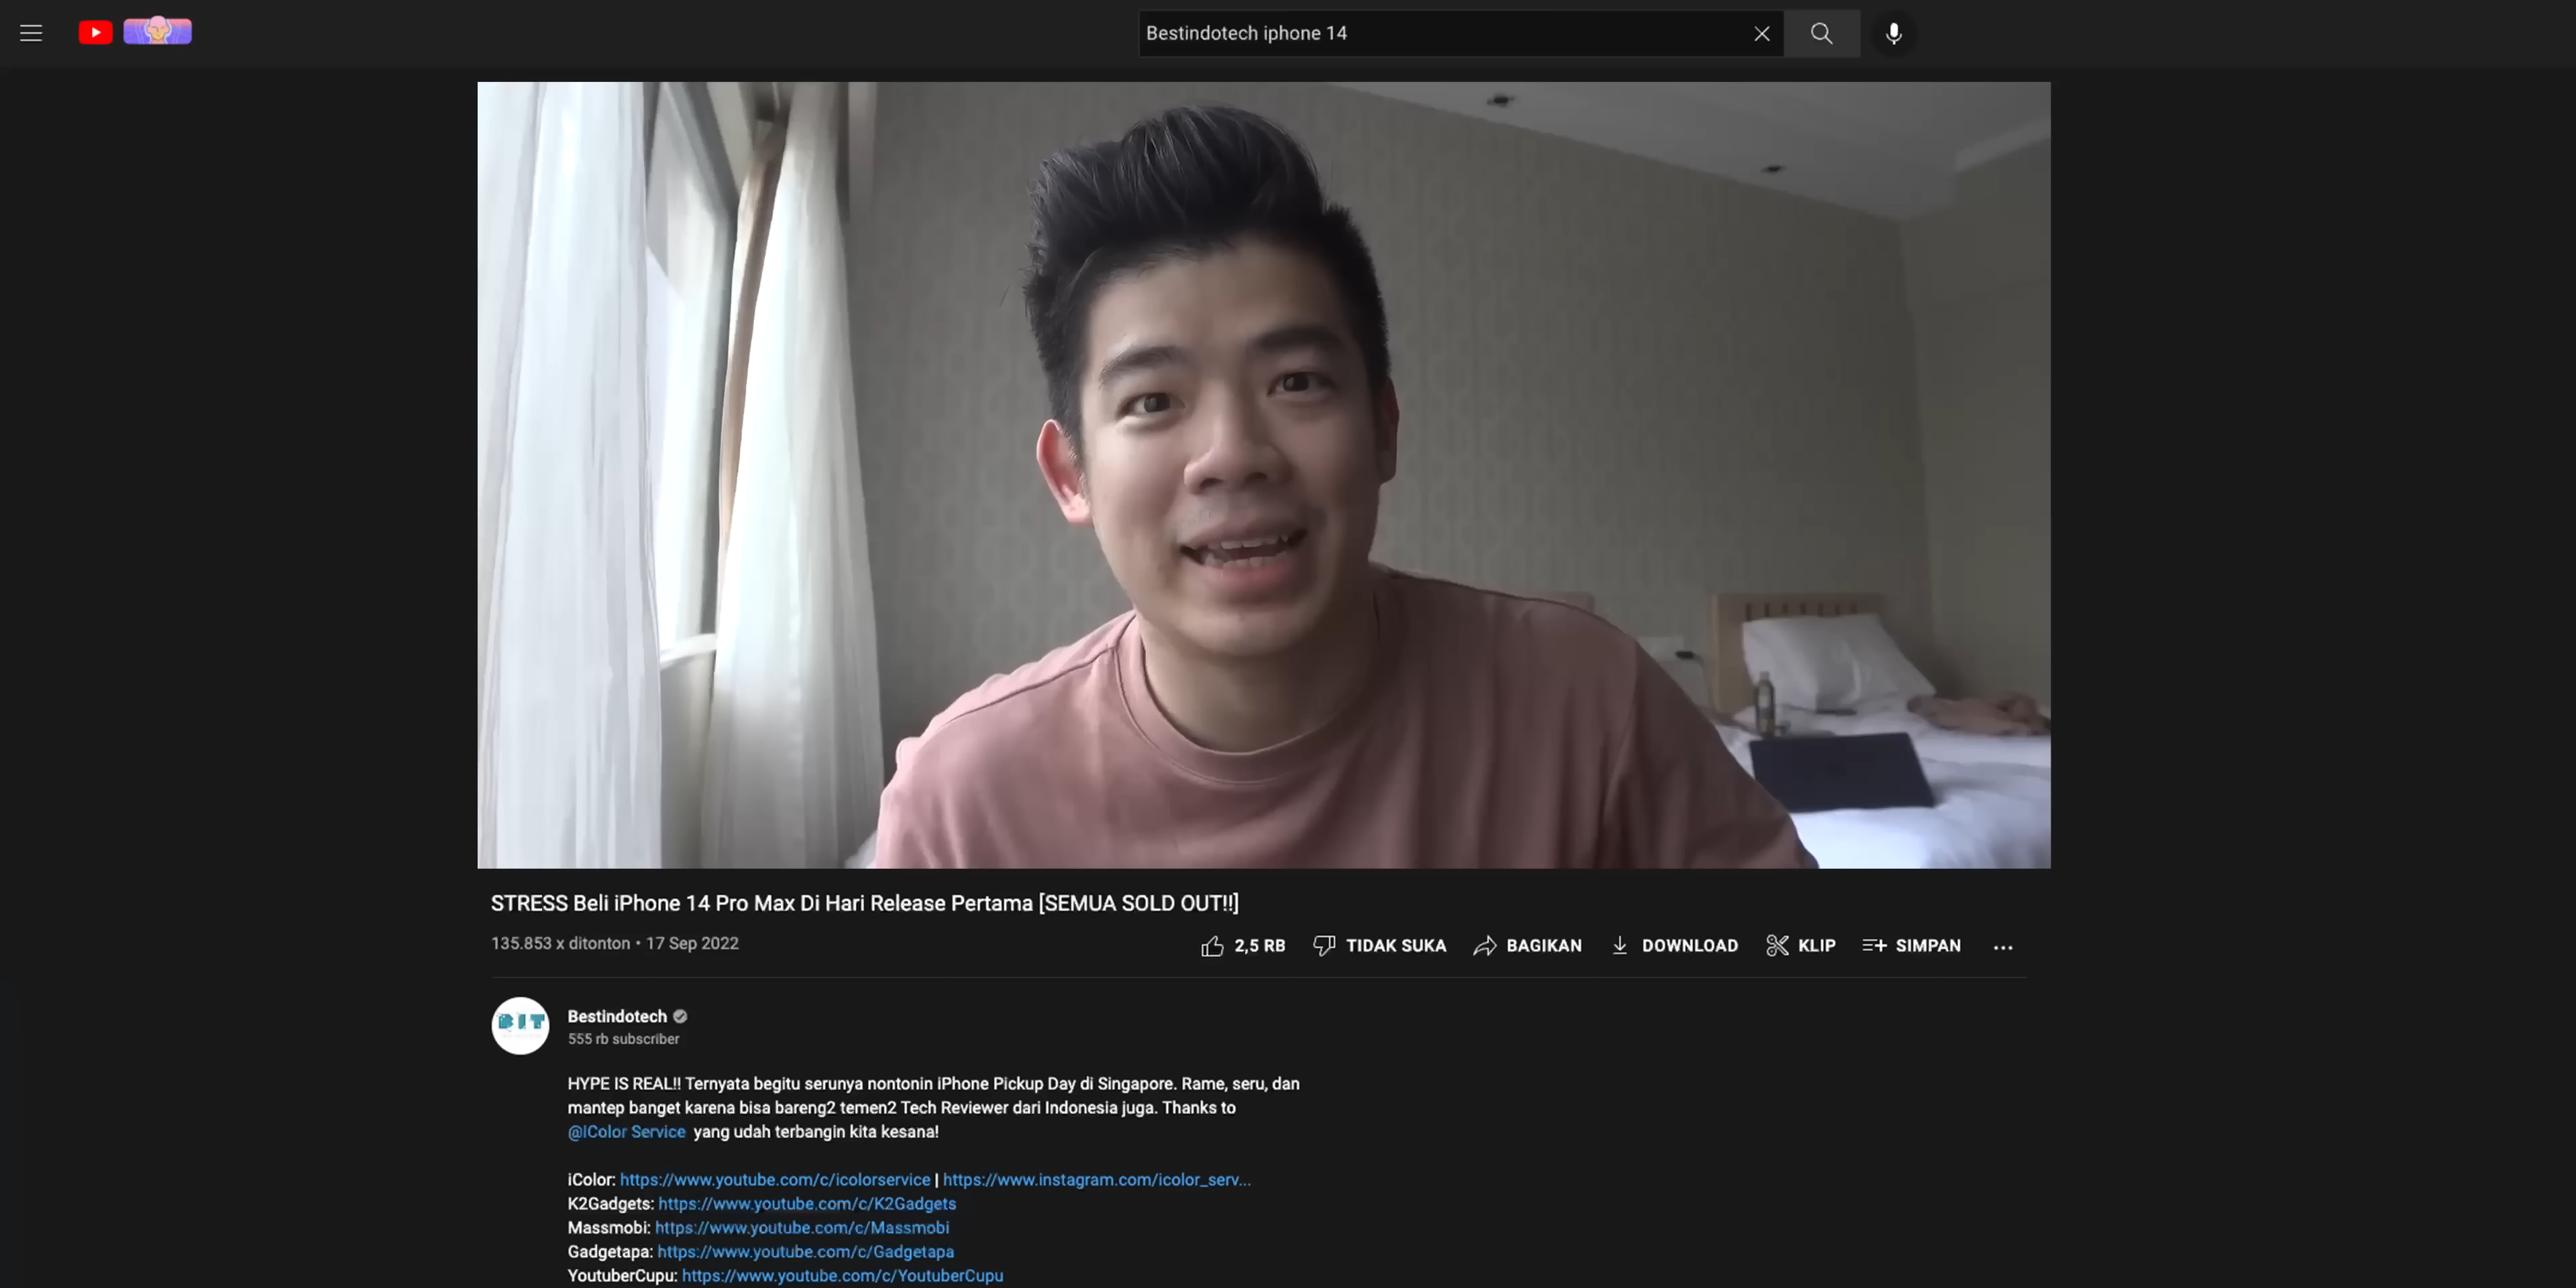 Bestindotech iphone 14
STRESS Beli iPhone 14 Pro Max Di Hari Release Pertama [SEMUA SOLD OUT!!]
135.853 x ditonton • 17 Sep 2022
2,5 RB TIDAK SUKA BAGIKAN DOWNLOAD KLIP SIMPAN ...
BIT
Bestindotech
555 rb subscriber
HYPE IS REAL!! Ternyata begitu serunya nontonin iPhone Pickup Day di Singapore. Rame, seru, dan
mantep banget karena bisa bareng2 temen2 Tech Reviewer dari Indonesia juga. Thanks to
@IColor Service yang udah terbangin kita kesana!
iColor: https://www.youtube.com/c/icolorservice | https://www.instagram.com/icolor_serv...
K2Gadgets: https://www.youtube.com/c/K2Gadgets
Massmobi: https://www.youtube.com/c/Massmobi
Gadgetapa: https://www.youtube.com/c/Gadgetapa
YoutuberCupu: https://www.youtube.com/c/YoutuberCupu